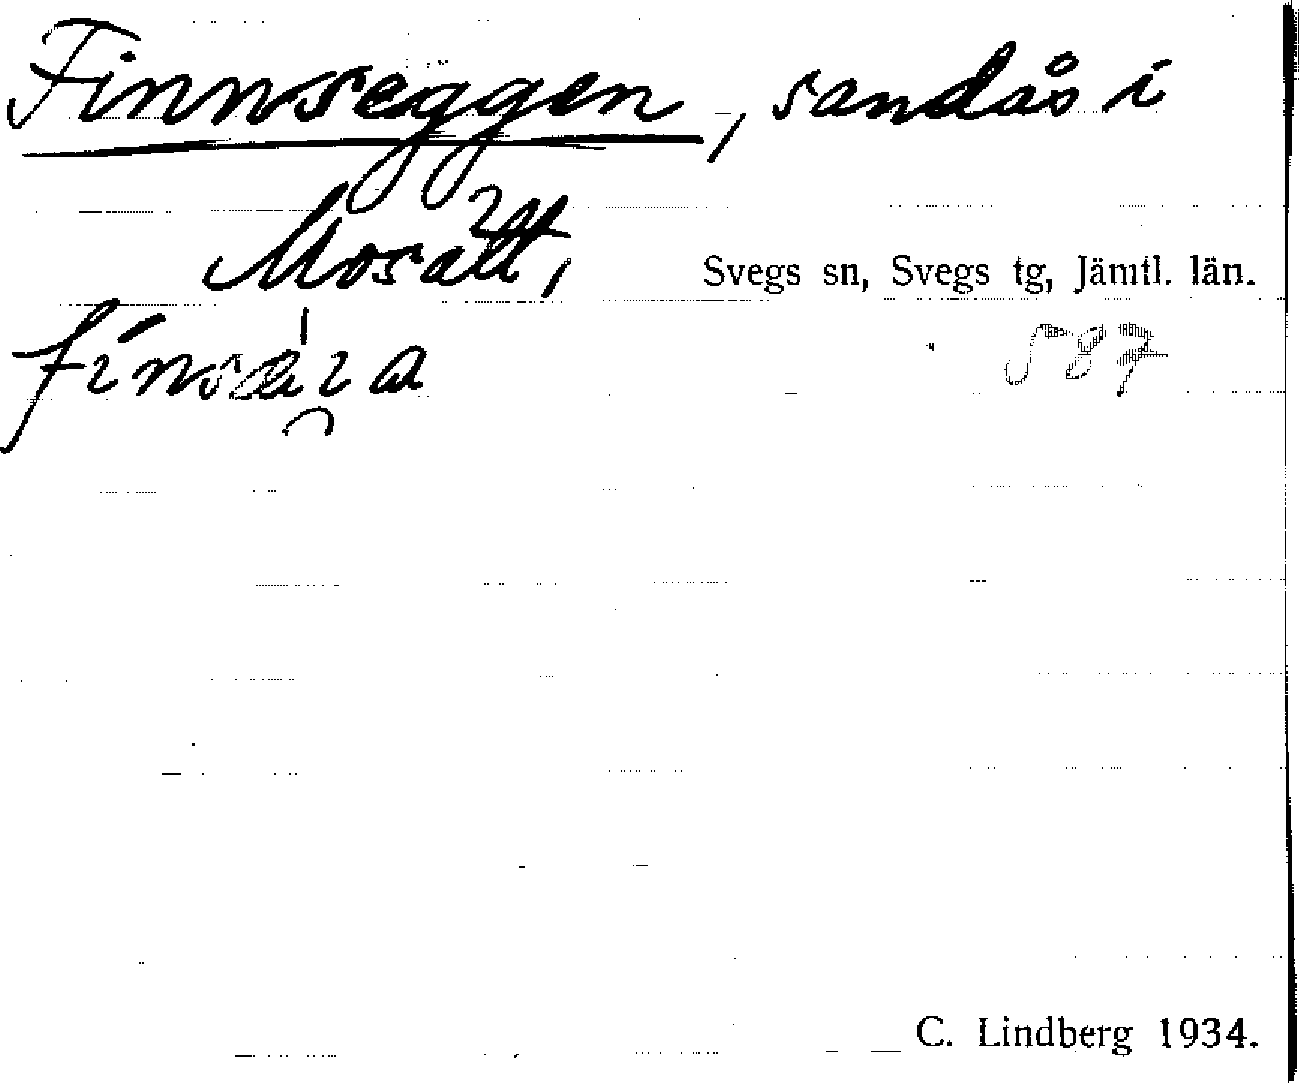 Finnseggen, sandås i
Mosätt,
Svegs sn, Svegs tg, Jämtl. län.
587
C. Lindberg 1934.